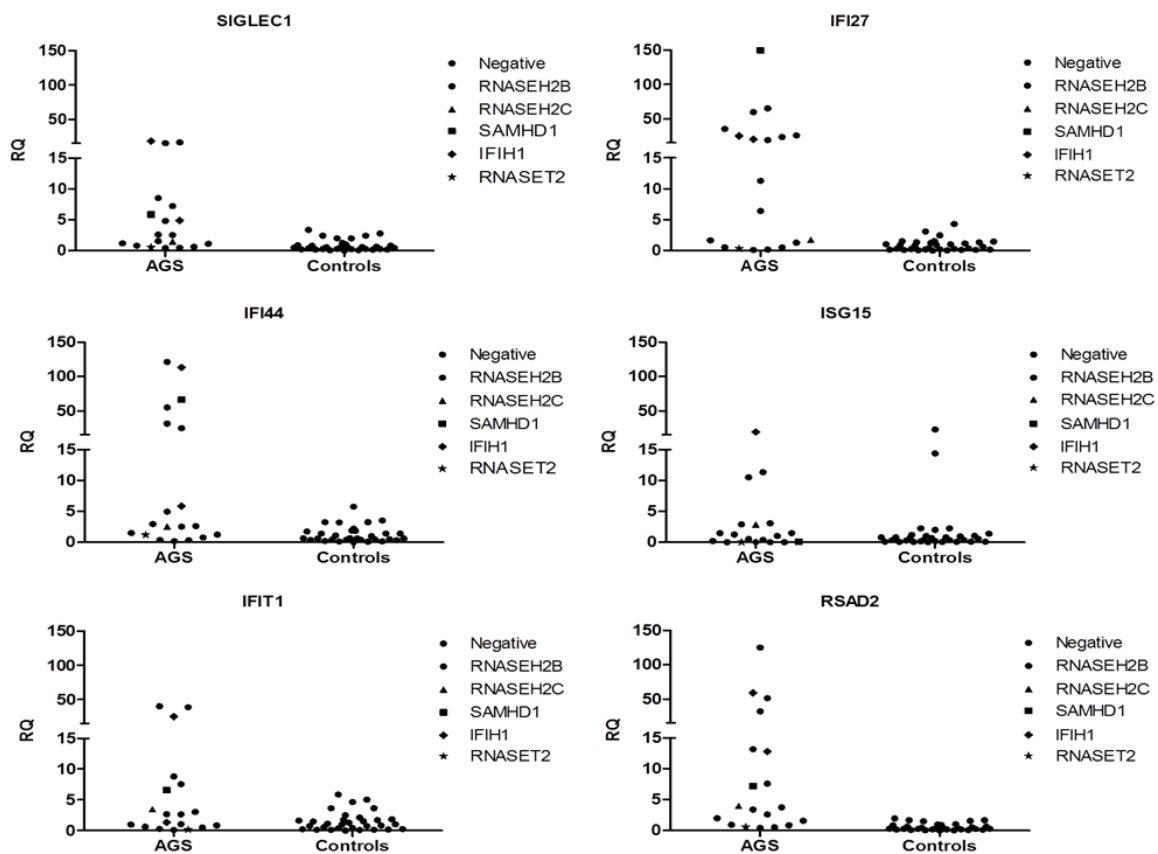 SIGLEC1
RQ
150
100
50
15
10
5
0
AGS
Controls
Negative
RNASEH2B
RNASEH2C
SAMHD1
IFIH1
RNASET2
IFI27
RQ
150
100
50
15
10
5
0
AGS
Controls
Negative
RNASEH2B
RNASEH2C
SAMHD1
IFIH1
RNASET2
IFI44
RQ
150
100
50
15
10
5
0
AGS
Controls
Negative
RNASEH2B
RNASEH2C
SAMHD1
IFIH1
RNASET2
ISG15
RQ
150
100
50
15
10
5
0
AGS
Controls
Negative
RNASEH2B
RNASEH2C
SAMHD1
IFIH1
RNASET2
IFIT1
RQ
150
100
50
15
10
5
0
AGS
Controls
Negative
RNASEH2B
RNASEH2C
SAMHD1
IFIH1
RNASET2
RSAD2
RQ
150
100
50
15
10
5
0
AGS
Controls
Negative
RNASEH2B
RNASEH2C
SAMHD1
IFIH1
RNASET2